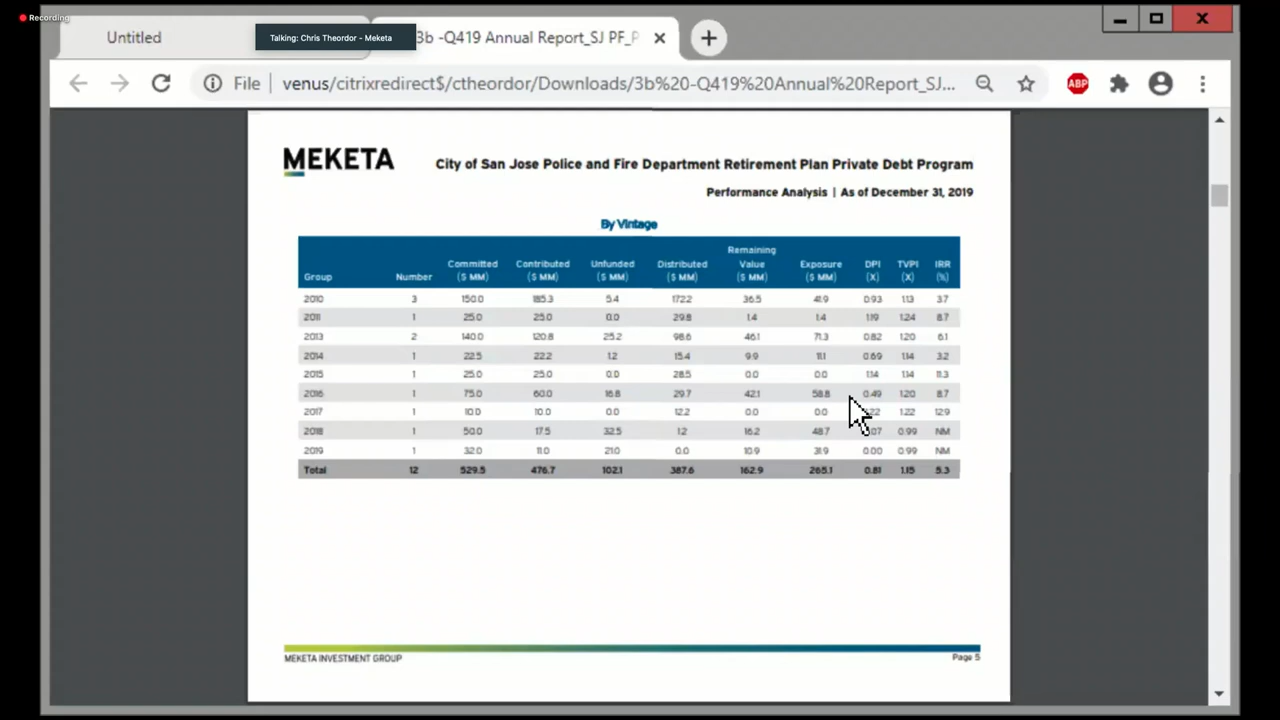 Recording
Untitled
Talking: Chris Theordor - Meketa
3b -Q419 Annual Report_SJ PF_P
File
venus/citrixredirect$/ctheordor/Downloads/3b%20-Q419%20Annual%20Report_SJ...
ABP
MEKETA
City of San Jose Police and Fire Department Retirement Plan Private Debt Program
Performance Analysis | As of December 31, 2019
By Vintage
Group Number Committed ($ MM) Contributed ($ MM) Unfunded ($ MM) Distributed ($ MM) Remaining Value ($ MM) Exposure ($ MM) DPI (X) TVPI (X) IRR (%)
2010 3 150.0 185.3 5.4 172.2 36.5 41.9 0.93 1.13 3.7
2011 1 25.0 25.0 0.0 29.8 1.4 1.4 1.19 1.24 8.7
2013 2 140.0 120.8 25.2 98.6 46.1 71.3 0.82 1.20 6.1
2014 1 22.5 22.2 1.2 15.4 9.9 11.1 0.69 1.14 3.2
2015 1 25.0 25.0 0.0 28.5 0.0 0.0 1.14 1.14 11.3
2016 1 75.0 60.0 16.8 29.7 42.1 58.8 0.49 1.20 8.7
2017 1 10.0 10.0 0.0 12.2 0.0 0.0 1.22 12.9
2018 1 50.0 17.5 32.5 1.2 16.2 48.7 0.99 NM
2019 1 32.0 11.0 21.0 0.0 10.9 31.9 0.00 0.99 NM
Total 12 529.5 476.7 102.1 387.6 162.9 265.1 0.81 1.15 5.3
MEKETA INVESTMENT GROUP
Page 5